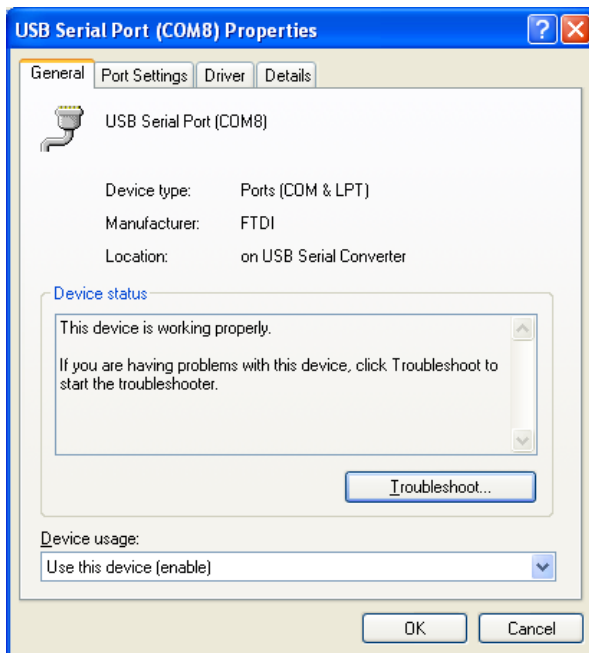 USB Serial Port (COM8) Properties
General Port Settings Driver Details
USB Serial Port (COM8)
Device type: Ports (COM & LPT)
Manufacturer: FTDI
Location: on USB Serial Converter
Device status
This device is working properly.
If you are having problems with this device, click Troubleshoot to
start the troubleshooter.
Troubleshoot...
Device usage:
Use this device (enable)
OK Cancel